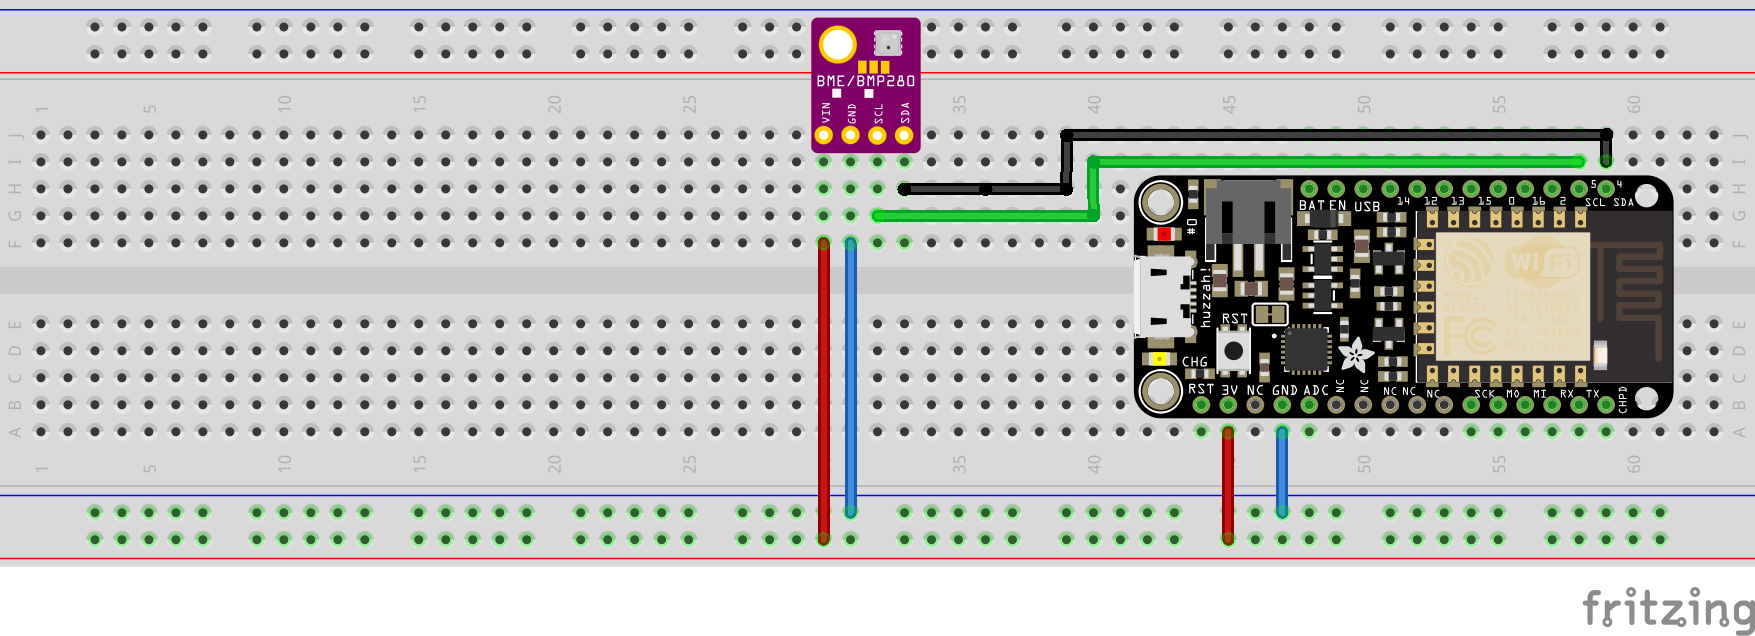 1 5 10 15 20 25 35 40 45 50 55 60
BME/BMP280
VIN GND SCL SDA
J J
I I
H H
G G
F F
E E
D D
C C
B B
A A
BAT EN USB 14 12 13 15 0 16 2 5 4
SCL SDA
#0
huzzah!
WiFi
FC
RST
CHG
RST 3V NC GND ADC NC NC NC NC NC SCK MO MI RX TX CHPD
1 5 10 15 20 25 35 40 45 50 55 60
fritzing